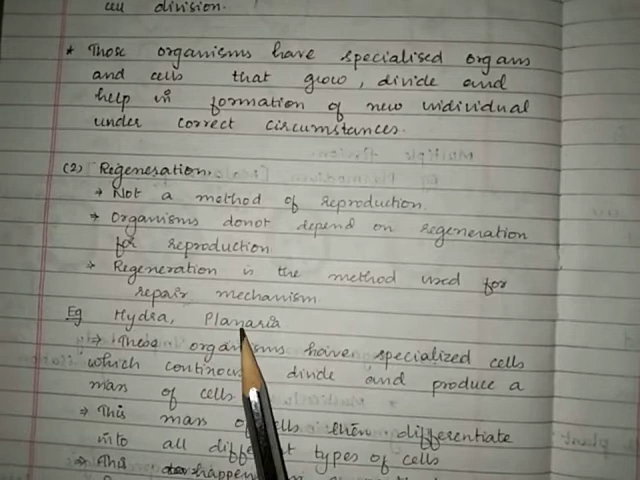 cell division.
* These organisms have specialised organs
and cells that grow, divide and
help in formation of new individual
under correct circumstances.
(2) Regeneration.
→ Not a method of reproduction.
→ Organisms donot depend on regeneration
for reproduction
→ Regeneration is the method used for
repair mechanism
Eg Hydra, Planaria
→ These organisms have specialized cells
which continous divide and produce a
mass of cells
→ This mass of cells then differentiate
into all different types of cells
→ This happen